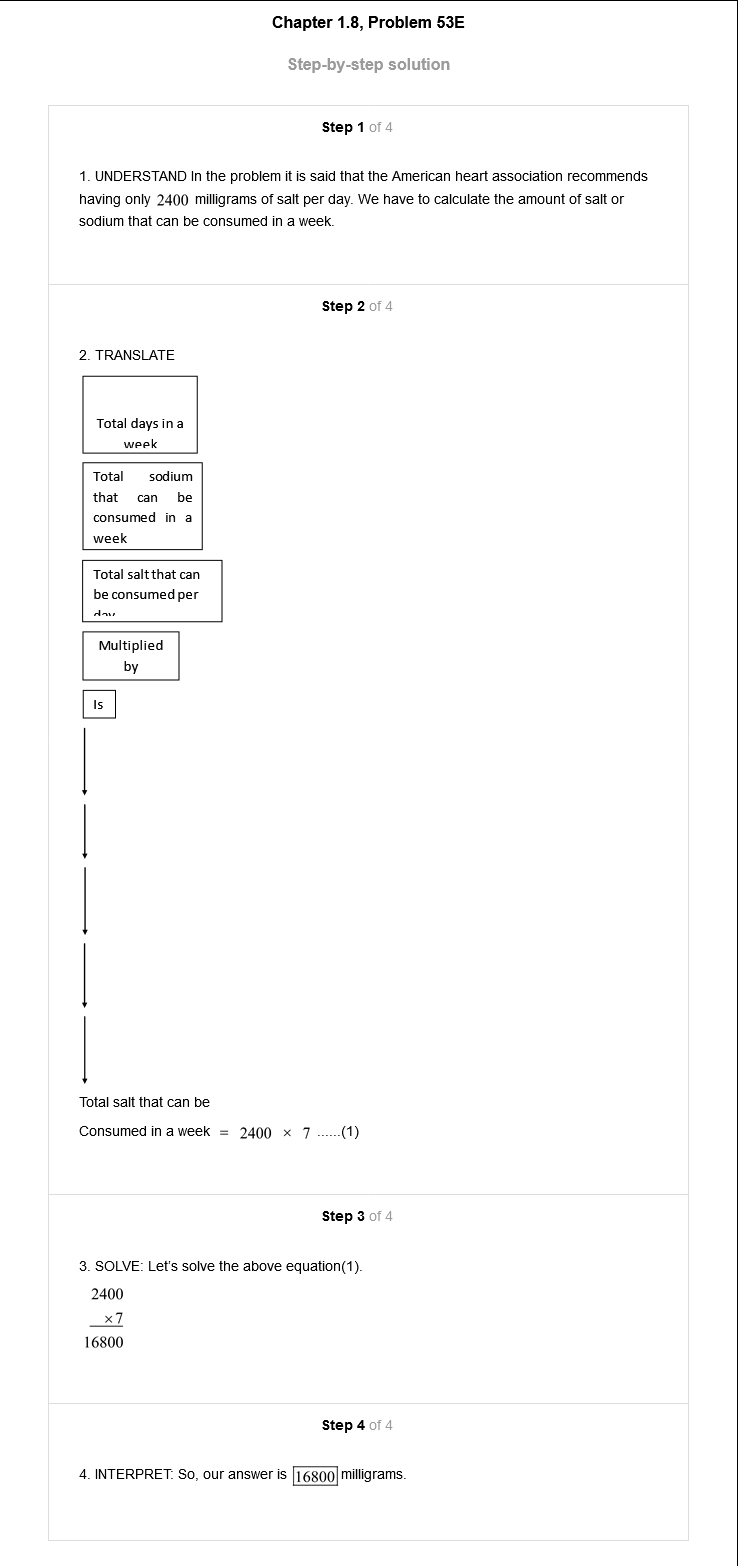 Chapter 1.8, Problem 53E
Step-by-step solution
Step 1 of 4
1. UNDERSTAND In the problem it is said that the American heart association recommends
having only 2400 milligrams of salt per day. We have to calculate the amount of salt or
sodium that can be consumed in a week.
Step 2 of 4
2. TRANSLATE
Total days in a
week
Total sodium
that can be
consumed in a
week
Total salt that can
be consumed per
day
Multiplied
by
Is
Total salt that can be
Consumed in a week = 2400 × 7 ......(1)
Step 3 of 4
3. SOLVE: Let's solve the above equation(1).
2400
×7
16800
Step 4 of 4
4. INTERPRET: So, our answer is 16800 milligrams.